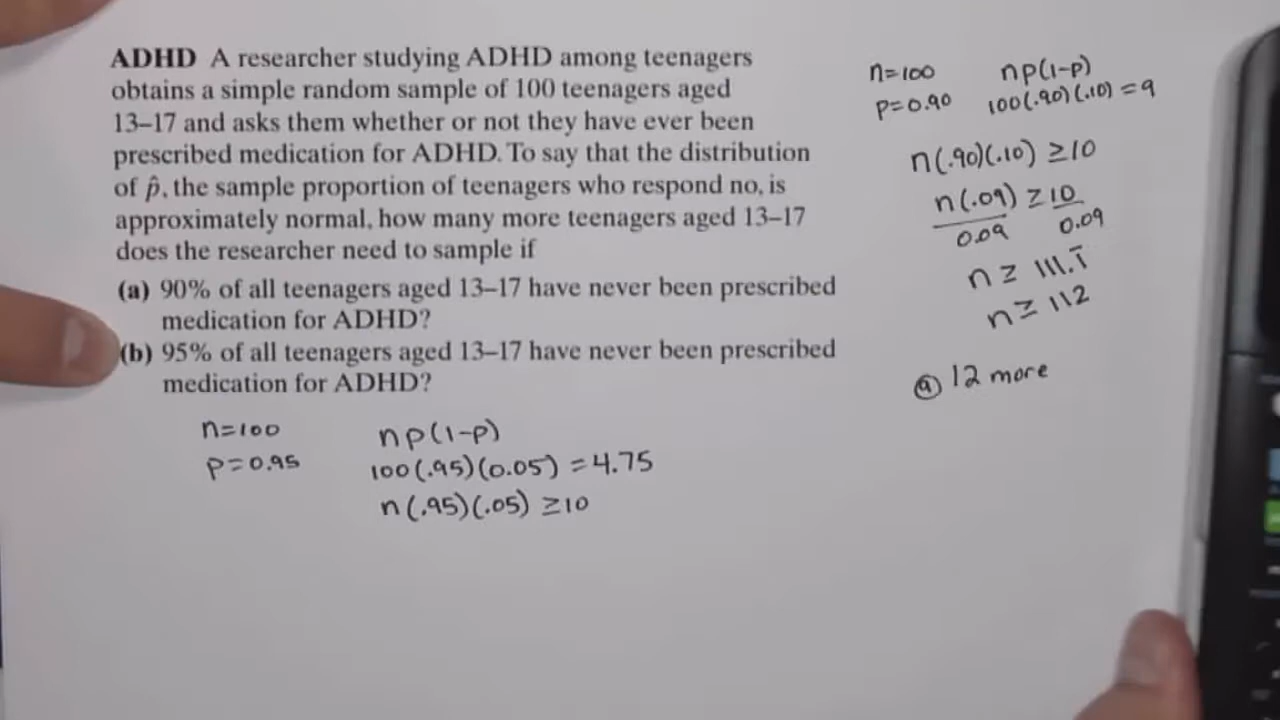 ADHD A researcher studying ADHD among teenagers
obtains a simple random sample of 100 teenagers aged
13–17 and asks them whether or not they have ever been
prescribed medication for ADHD. To say that the distribution
of p̂, the sample proportion of teenagers who respond no, is
approximately normal, how many more teenagers aged 13–17
does the researcher need to sample if
(a) 90% of all teenagers aged 13–17 have never been prescribed
medication for ADHD?
(b) 95% of all teenagers aged 13–17 have never been prescribed
medication for ADHD?
n=100
p=0.95
np(1-p)
100(.95)(0.05) =4.75
n(.95)(.05) ≥10
n=100
p=0.90
np(1-p)
100(.90)(.10) =9
n(.90)(.10) ≥10
n(.09) ≥10
0.09 0.09
n≥ 111.1̄
n≥ 112
ⓐ 12 more